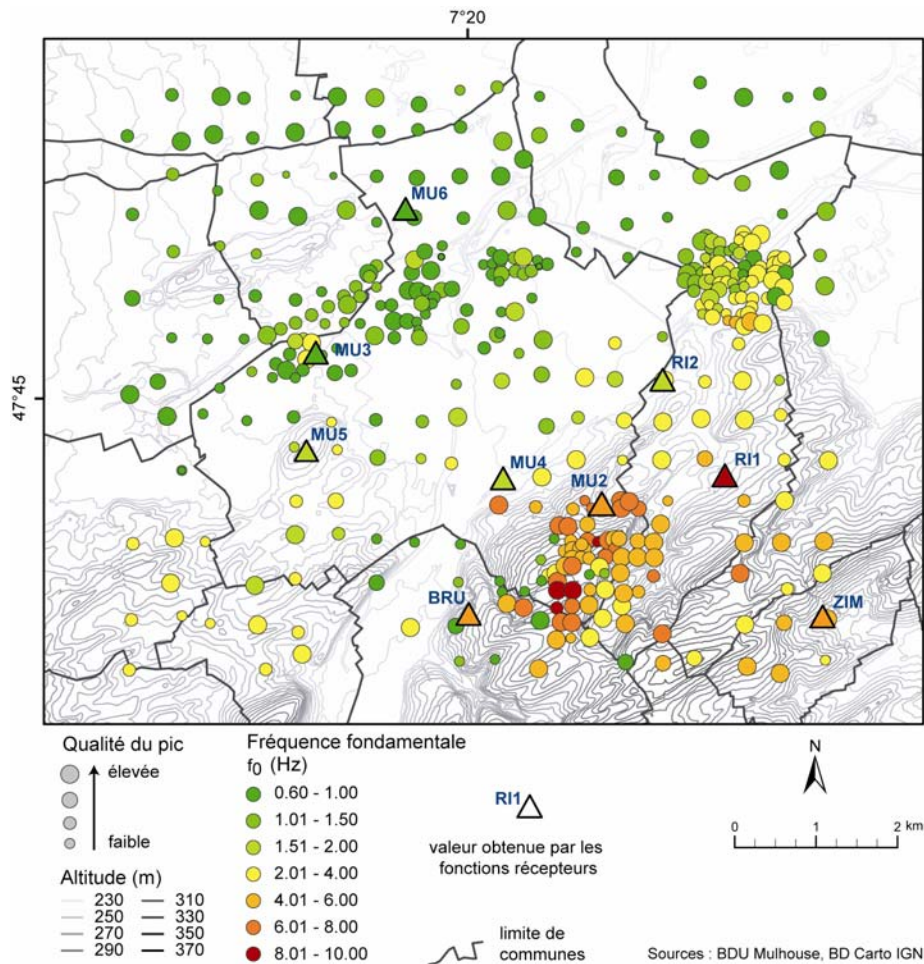 7°20
47°45
MU6
MU3
RI2
MU5
MU4
RI1
MU2
BRU
ZIM
Qualité du pic
élevée
faible
Altitude (m)
230
250
270
290
310
330
350
370
Fréquence fondamentale
f0 (Hz)
0.60 - 1.00
1.01 - 1.50
1.51 - 2.00
2.01 - 4.00
4.01 - 6.00
6.01 - 8.00
8.01 - 10.00
RI1
valeur obtenue par les
fonctions récepteurs
limite de
communes
N
0 1 2 km
Sources : BDU Mulhouse, BD Carto IGN